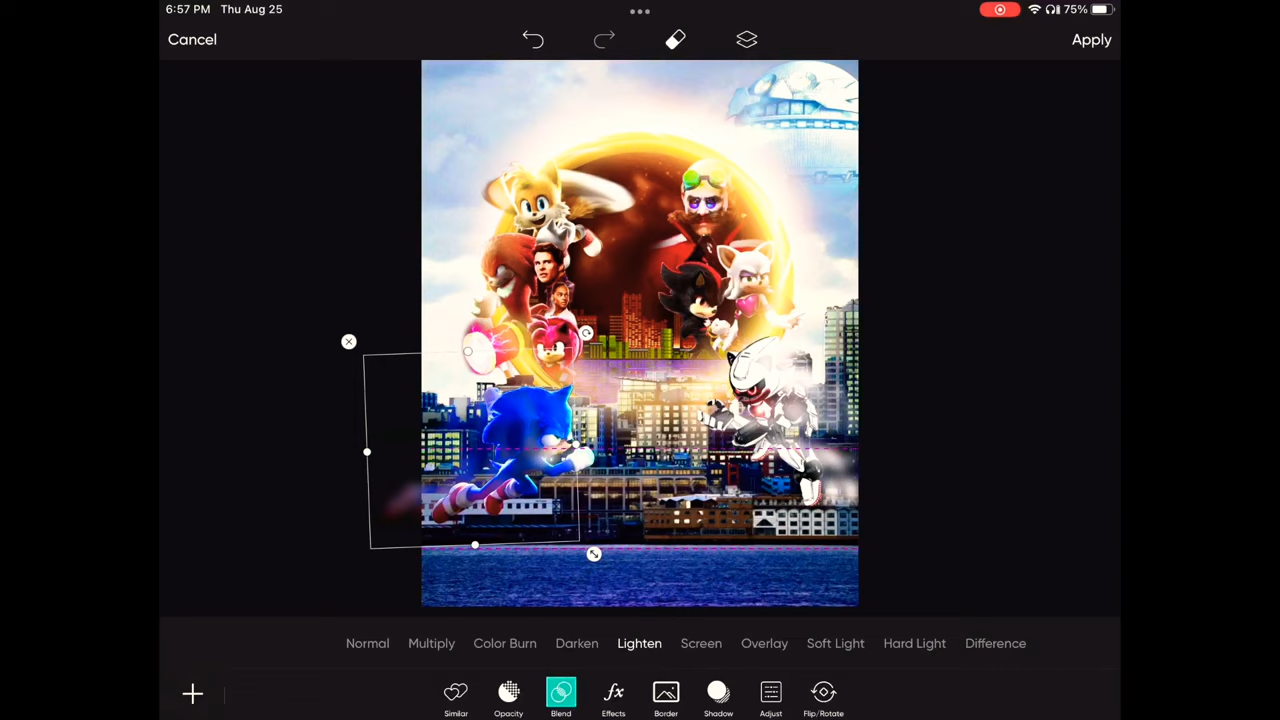 6:57 PM Thu Aug 25
75%
Cancel
Apply
Normal Multiply Color Burn Darken Lighten Screen Overlay Soft Light Hard Light Difference
Similar Opacity Blend Effects Border Shadow Adjust Flip/Rotate